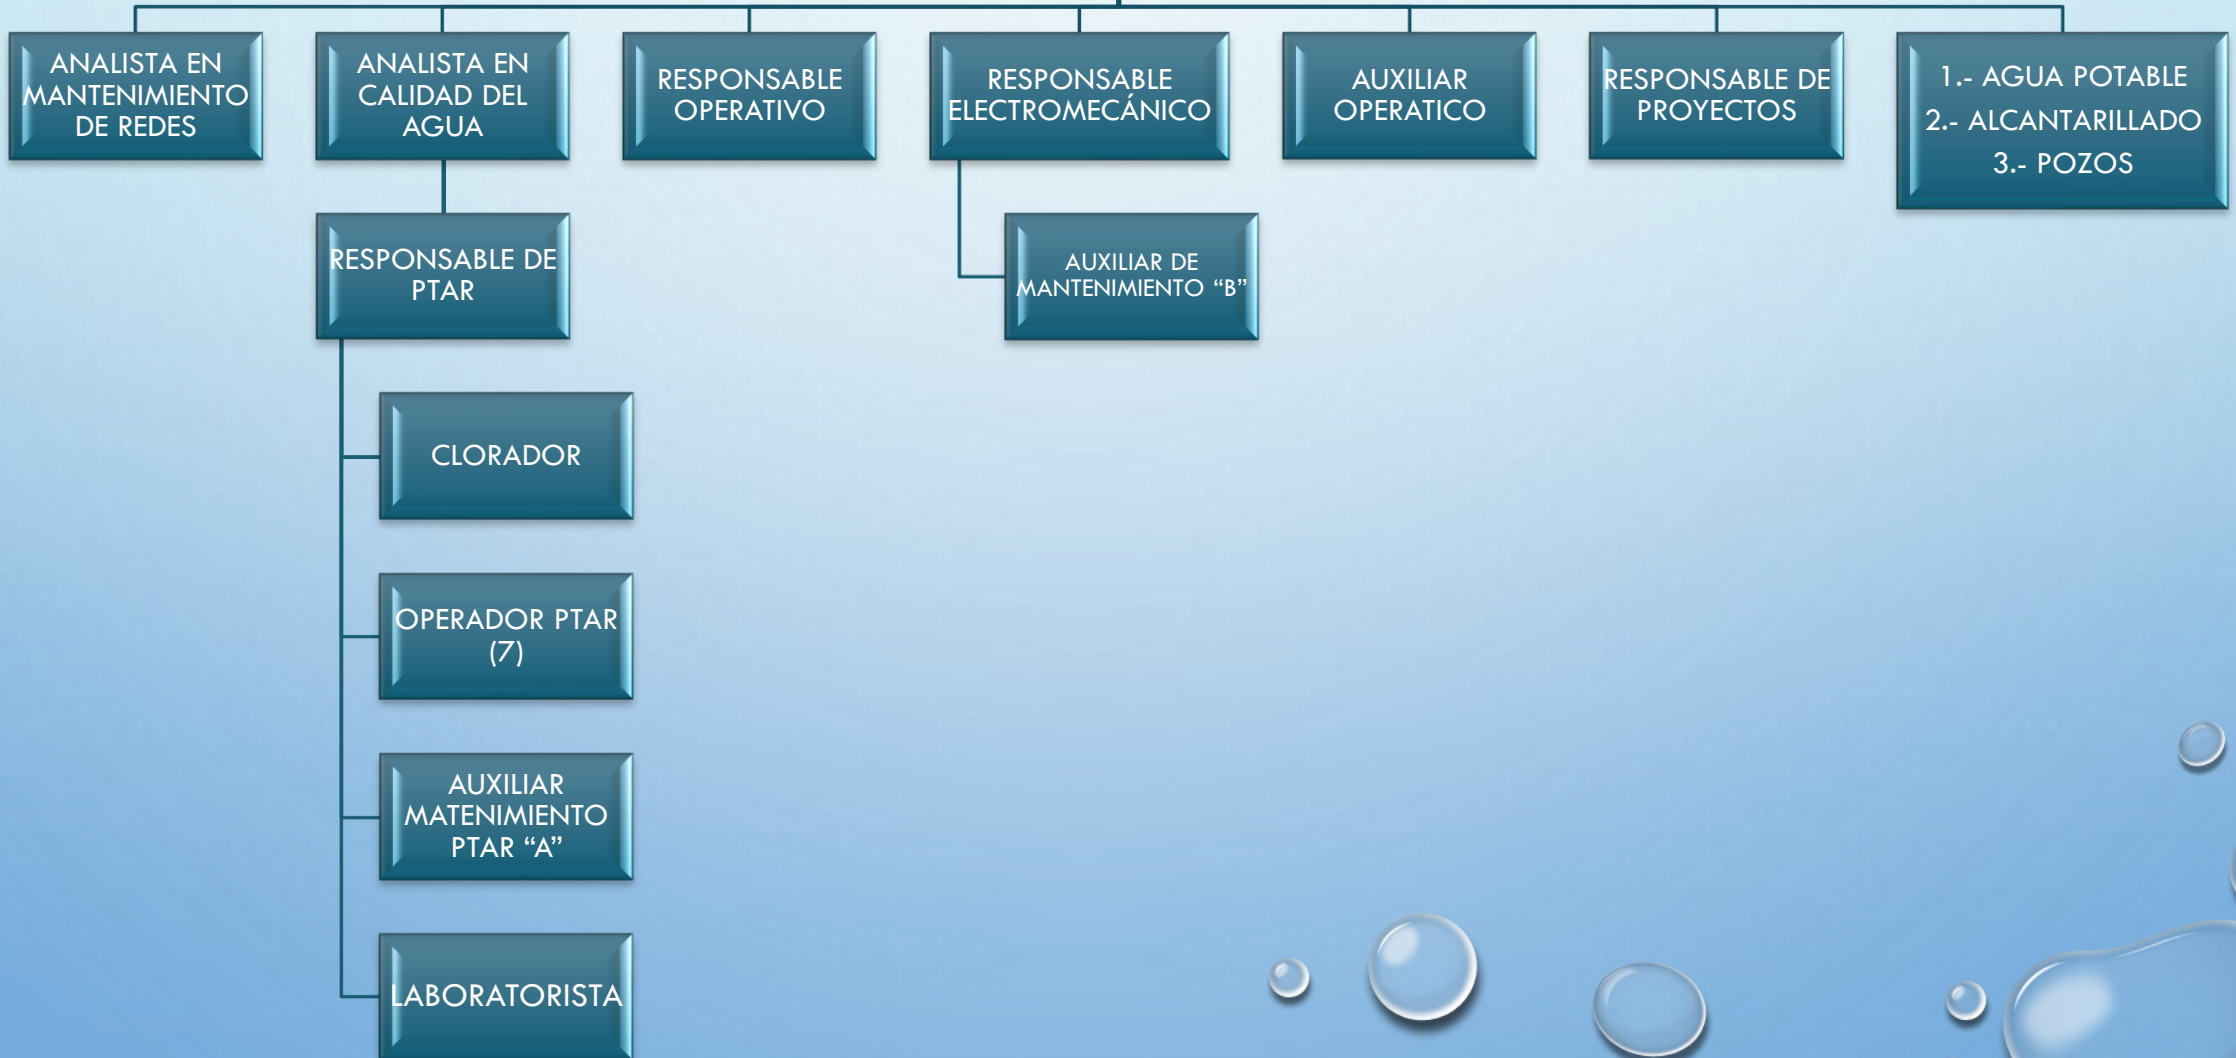 ANALISTA EN
MANTENIMIENTO
DE REDES
ANALISTA EN
CALIDAD DEL
AGUA
RESPONSABLE
OPERATIVO
RESPONSABLE
ELECTROMECÁNICO
AUXILIAR
OPERATICO
RESPONSABLE DE
PROYECTOS
1.- AGUA POTABLE
2.- ALCANTARILLADO
3.- POZOS
RESPONSABLE DE
PTAR
AUXILIAR DE
MANTENIMIENTO “B”
CLORADOR
OPERADOR PTAR
(7)
AUXILIAR
MATENIMIENTO
PTAR “A”
LABORATORISTA